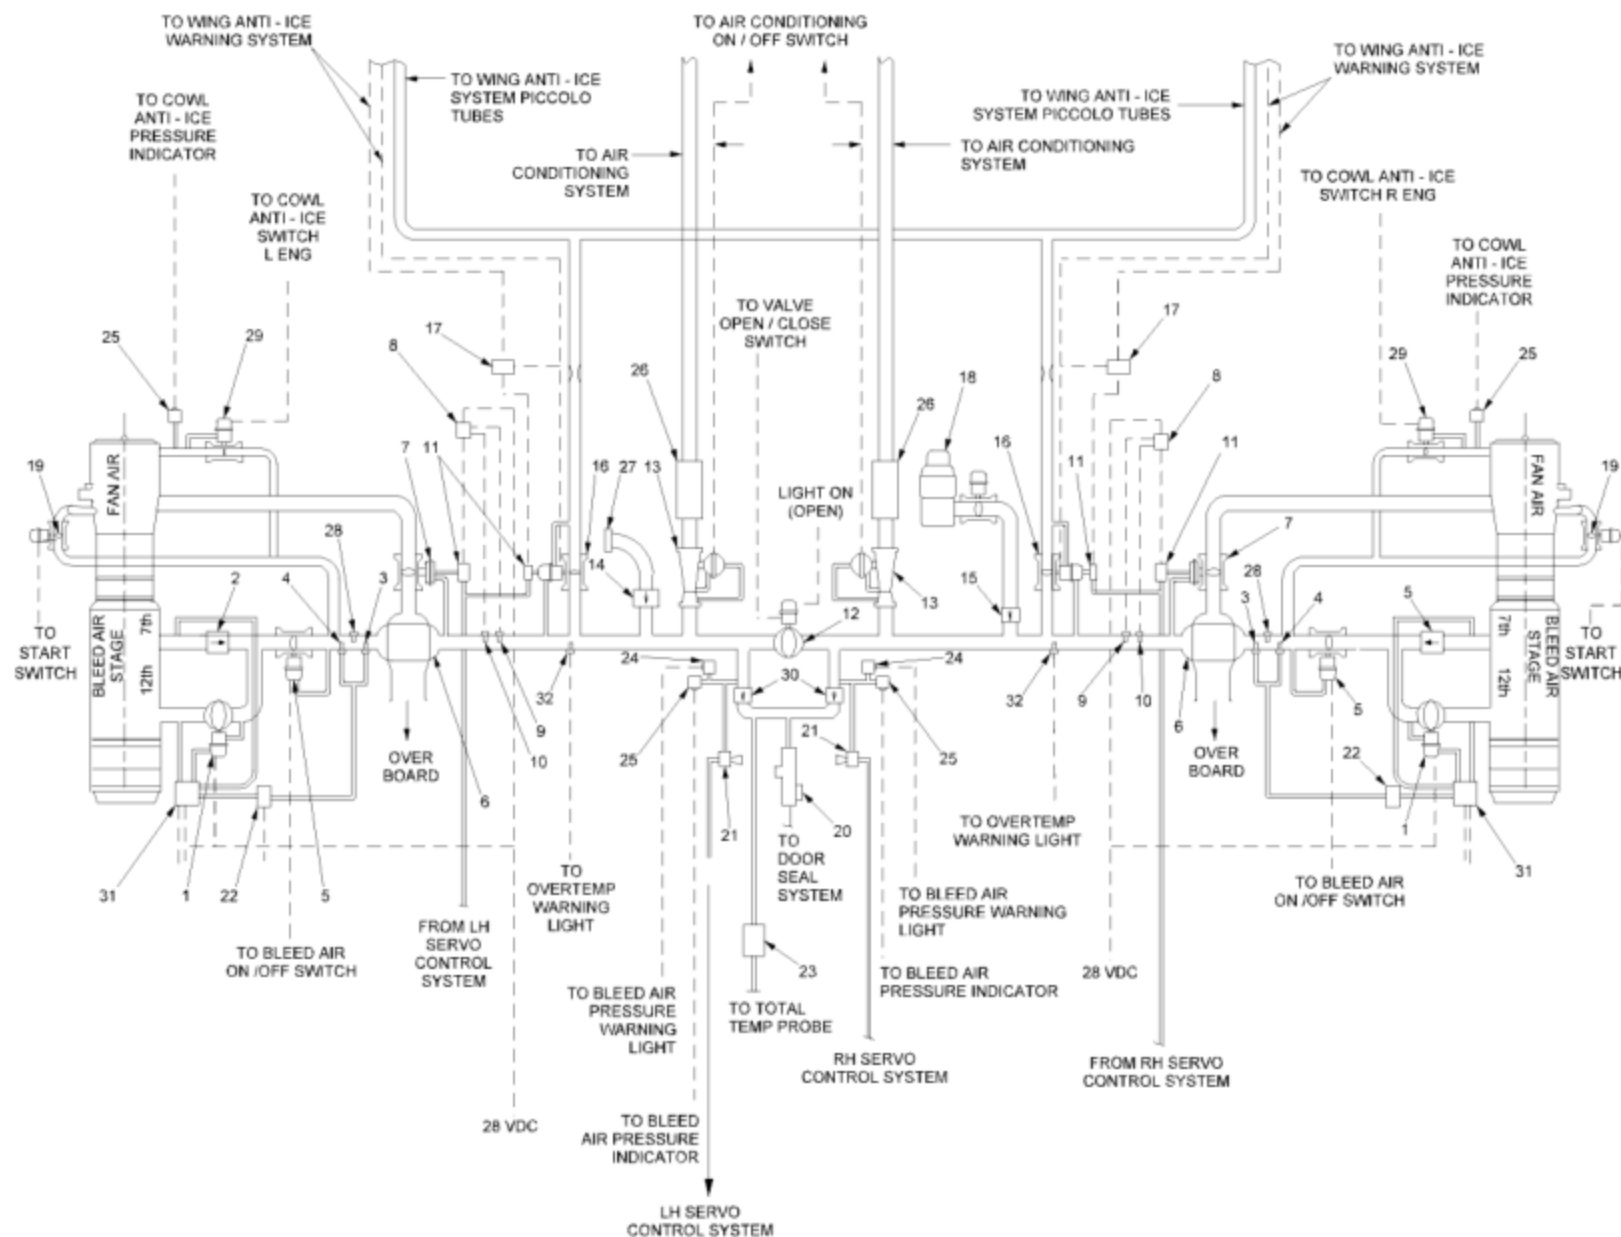 TO WING ANTI - ICE
WARNING SYSTEM
TO AIR CONDITIONING
ON / OFF SWITCH
TO WING ANTI - ICE
WARNING SYSTEM
TO WING ANTI - ICE
SYSTEM PICCOLO
TUBES
TO WING ANTI - ICE
SYSTEM PICCOLO TUBES
TO COWL
ANTI - ICE
PRESSURE
INDICATOR
TO AIR
CONDITIONING
SYSTEM
TO AIR CONDITIONING
SYSTEM
TO COWL ANTI - ICE
SWITCH R ENG
TO COWL
ANTI - ICE
SWITCH
L ENG
TO COWL
ANTI - ICE
PRESSURE
INDICATOR
TO VALVE
OPEN / CLOSE
SWITCH
25
29
8
17
26
18
26
17
8
29
25
19
FAN AIR
7
11
16
27
13
LIGHT ON
(OPEN)
16
11
11
7
FAN AIR
19
28
14
15
13
28
2
4
3
12
3
4
5
TO
START
SWITCH
BLEED AIR
STAGE
7th
12th
7th
12th
BLEED AIR
STAGE
TO
START
SWITCH
24
30
24
32
9
10
25
21
25
32
9
10
6
5
OVER
BOARD
6
21
20
OVER
BOARD
22
1
31
31
1
22
5
TO
OVERTEMP
WARNING
LIGHT
TO
DOOR
SEAL
SYSTEM
TO OVERTEMP
WARNING LIGHT
TO BLEED AIR
ON /OFF SWITCH
TO BLEED AIR
ON /OFF SWITCH
FROM LH
SERVO
CONTROL
SYSTEM
TO BLEED AIR
PRESSURE WARNING
LIGHT
23
TO BLEED AIR
PRESSURE INDICATOR
28 VDC
TO BLEED AIR
PRESSURE
WARNING
LIGHT
TO TOTAL
TEMP PROBE
RH SERVO
CONTROL SYSTEM
FROM RH SERVO
CONTROL SYSTEM
28 VDC
TO BLEED
AIR PRESSURE
INDICATOR
LH SERVO
CONTROL SYSTEM